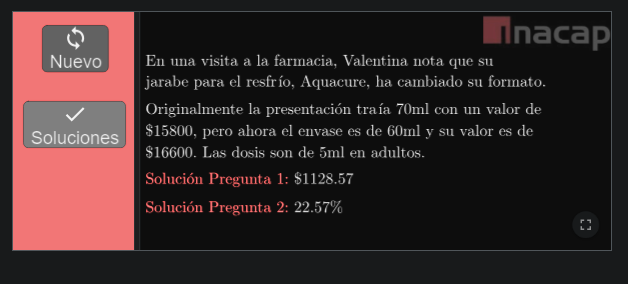 Inacap
Nuevo
Soluciones
En una visita a la farmacia, Valentina nota que su
jarabe para el resfrío, Aquacure, ha cambiado su formato.
Originalmente la presentación traía 70ml con un valor de
$15800, pero ahora el envase es de 60ml y su valor es de
$16600. Las dosis son de 5ml en adultos.
Solución Pregunta 1: $1128.57
Solución Pregunta 2: 22.57%